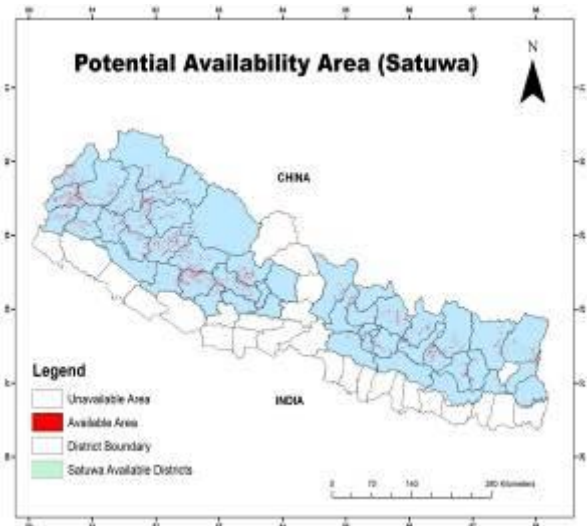 Potential Availability Area (Satuwa)
N
CHINA
INDIA
Legend
Unavailable Area
Available Area
District Boundary
Satuwa Available Districts
0 70 140 280 Kilometers